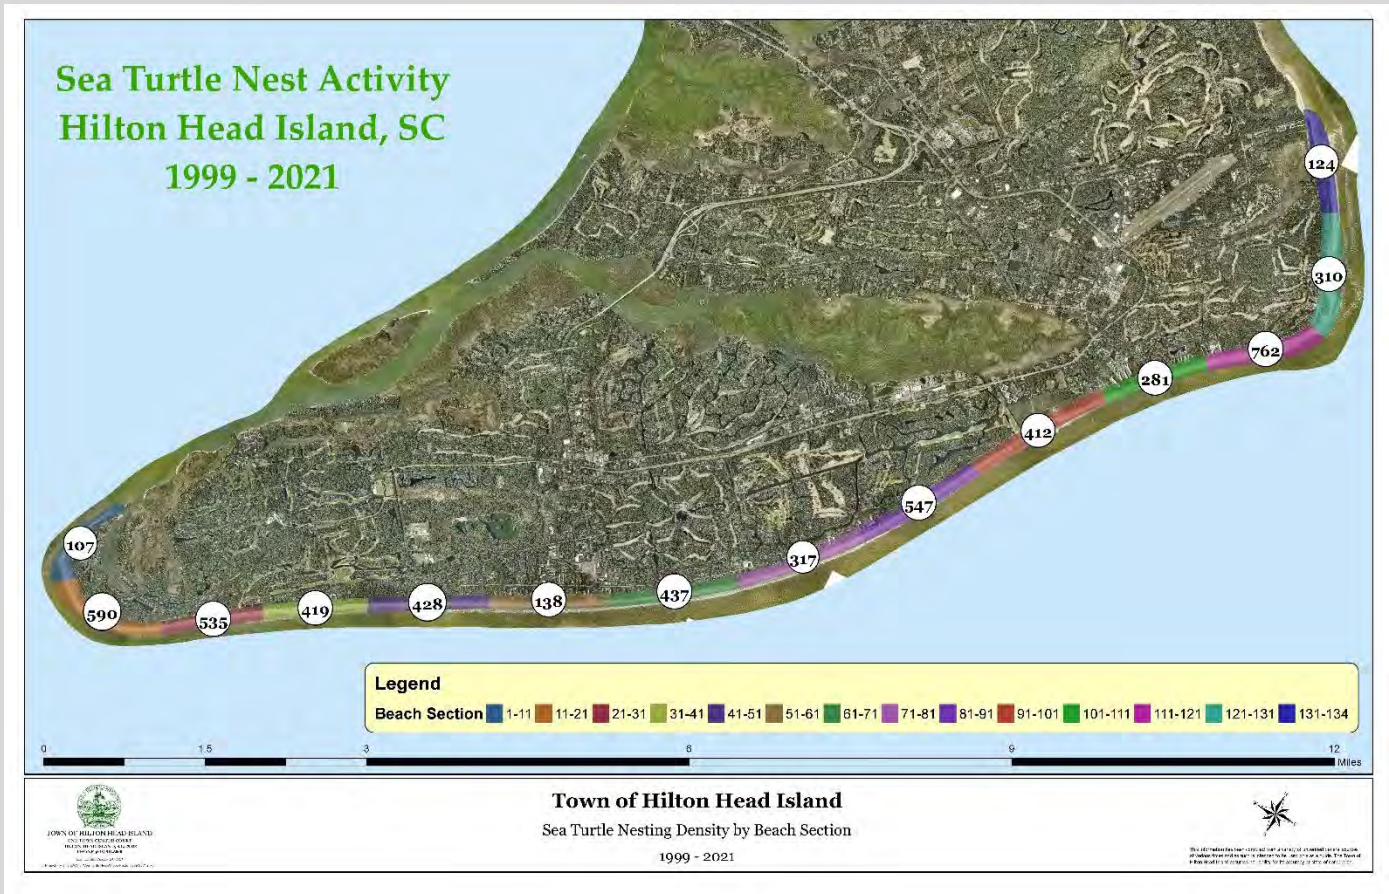 Sea Turtle Nest Activity
Hilton Head Island, SC
1999 - 2021
124
310
762
281
412
547
317
437
138
428
419
535
590
107
Legend
Beach Section 1-11 11-21 21-31 31-41 41-51 51-61 61-71 71-81 81-91 91-101 101-111 111-121 121-131 131-134
0 1.5 3 6 9 12
Miles
Town of Hilton Head Island
Sea Turtle Nesting Density by Beach Section
1999 - 2021
TOWN OF HILTON HEAD ISLAND
ONE TOWN CENTER COURT